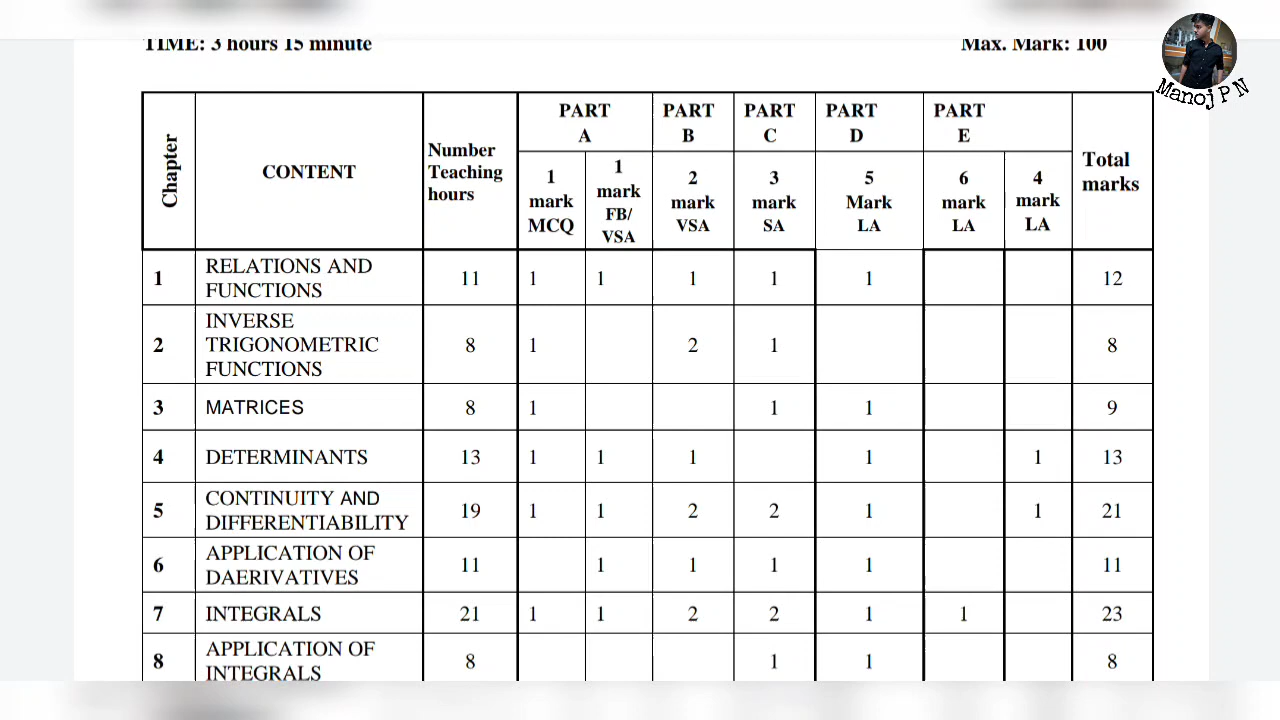 TIME: 3 hours 15 minute Max. Mark: 100
Manoj P N
Chapter CONTENT Number Teaching hours PART A PART B PART C PART D PART E Total marks
1 mark MCQ 1 mark FB/ VSA 2 mark VSA 3 mark SA 5 Mark LA 6 mark LA 4 mark LA
1 RELATIONS AND FUNCTIONS 11 1 1 1 1 1 12
2 INVERSE TRIGONOMETRIC FUNCTIONS 8 1 2 1 8
3 MATRICES 8 1 1 1 9
4 DETERMINANTS 13 1 1 1 1 1 13
5 CONTINUITY AND DIFFERENTIABILITY 19 1 1 2 2 1 1 21
6 APPLICATION OF DAERIVATIVES 11 1 1 1 1 11
7 INTEGRALS 21 1 1 2 2 1 1 23
8 APPLICATION OF INTEGRALS 8 1 1 8